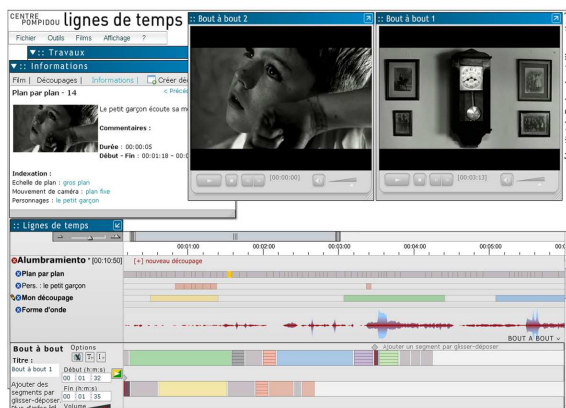 CENTRE
POMPIDOU lignes de temps
Fichier Outils Films Affichage ?
:: Travaux
:: Informations
Film | Découpages | Informations | Créer dé
Plan par plan - 14
< Précé
Le petit garçon écoute sa m
Commentaires :
Durée : 00:00:05
Début - Fin : 00:01:18 - 00:0
Indexation :
Echelle de plan : gros plan
Mouvement de caméra : plan fixe
Personnages : le petit garçon
:: Bout à bout 2
[00:00:00]
:: Bout à bout 1
[00:03:13]
:: Lignes de temps
00:01:00 00:02:00 00:03:00 00:04:00 00:05:00 00:0
Alumbramiento * [00:10:50]
[+] nouveau découpage
Plan par plan
Pers. : le petit garçon
Mon découpage
Forme d'onde
BOUT A BOUT
Bout à bout Options
Ajouter un segment par glisser-déposer.
Titre :
Bout à bout 1
Début (h:m:s)
00 01 32
Ajouter des
segments par
glisser-déposer.
Fin (h:m:s)
00 01 35
Volume